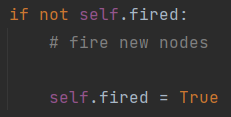 if not self.fired:
# fire new nodes
self.fired = True